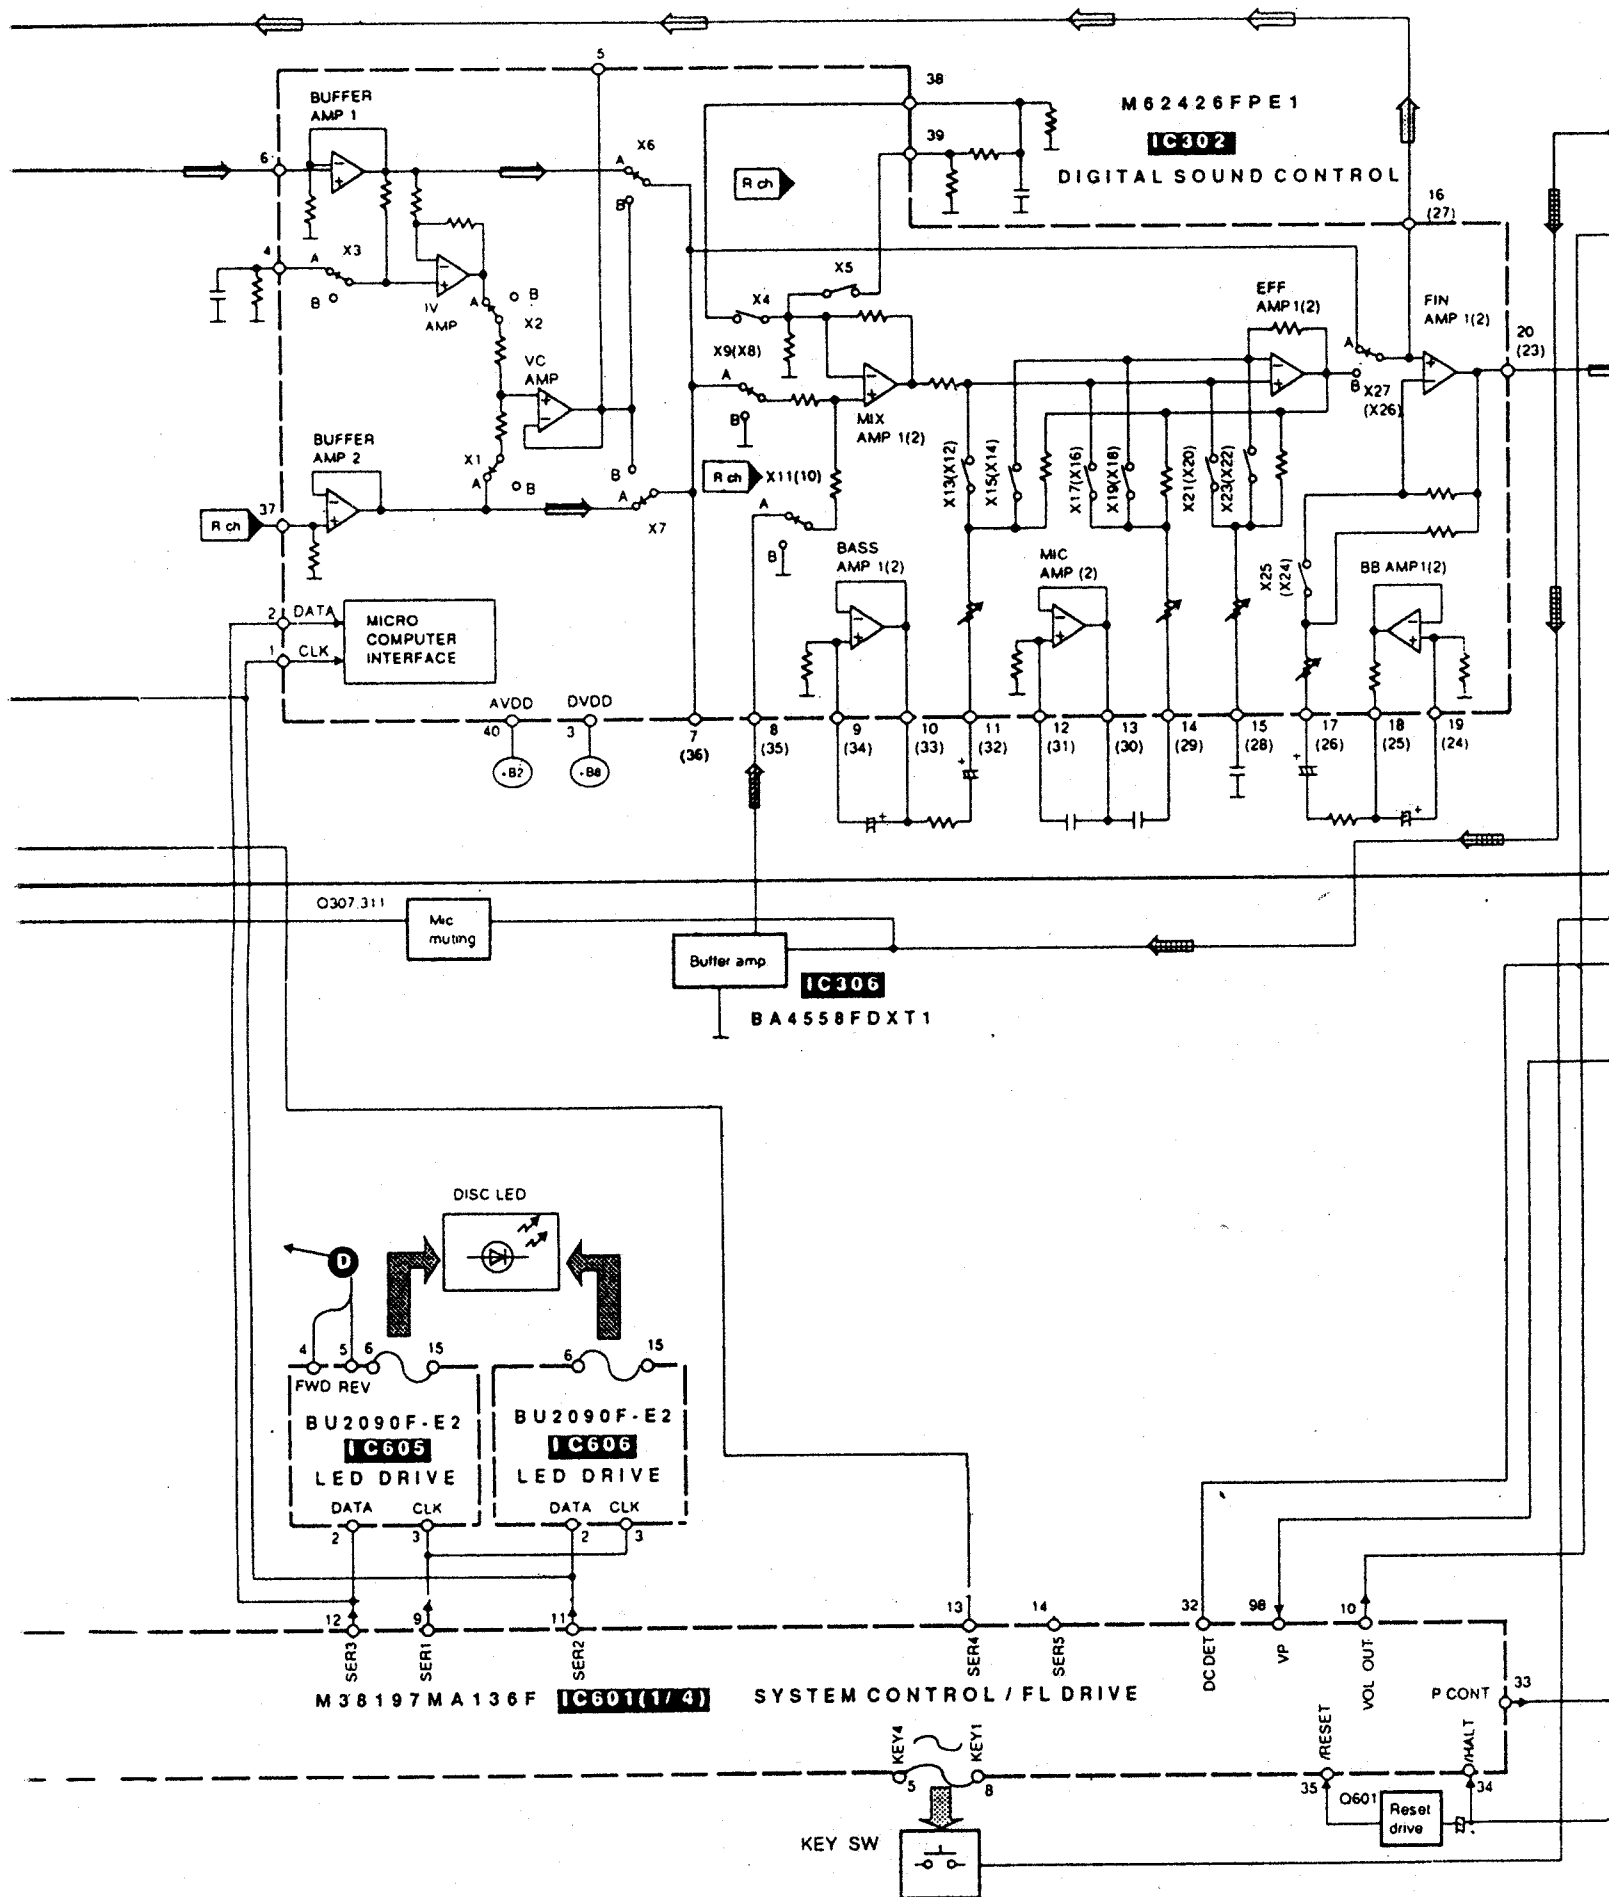 5
38
BUFFER
AMP 1
M62426FPE1
39
IC302
X6
A
6
R ch
DIGITAL SOUND CONTROL
16
(27)
B
4
X3
A
B
X5
IV
AMP
A
B
X2
X4
EFF
AMP 1(2)
FIN
AMP 1(2)
20
(23)
X9(X8)
A
VC
AMP
A
B
X27
(X26)
B
MIX
AMP 1(2)
BUFFER
AMP 2
X1
A
B
B
A
X7
R ch
X11(10)
A
X13(X12)
X15(X14)
X17(X16)
X19(X18)
X21(X20)
X23(X22)
37
R ch
B
BASS
AMP 1(2)
MIC
AMP (2)
X25
(X24)
BB AMP1(2)
2
DATA
MICRO
COMPUTER
INTERFACE
1
CLK
AVDD
DVDD
40
3
7
(36)
8
(35)
9
(34)
10
(33)
11
(32)
12
(31)
13
(30)
14
(29)
15
(28)
17
(26)
18
(25)
19
(24)
+B2
+B8
Q307,311
Mic
muting
Buffer amp
IC306
BA4558FDXT1
DISC LED
D
4
5
6
15
6
15
FWD REV
BU2090F-E2
BU2090F-E2
IC605
IC606
LED DRIVE
LED DRIVE
DATA
CLK
DATA
CLK
2
3
2
3
12
9
11
13
14
32
98
10
SER3
SER1
SER2
SER4
SER5
DC DET
VP
VOL OUT
M38197MA136F
IC601(1/4)
SYSTEM CONTROL / FL DRIVE
P CONT
33
KEY4
KEY1
/RESET
/HALT
5
8
35
34
Q601
Reset
drive
KEY SW